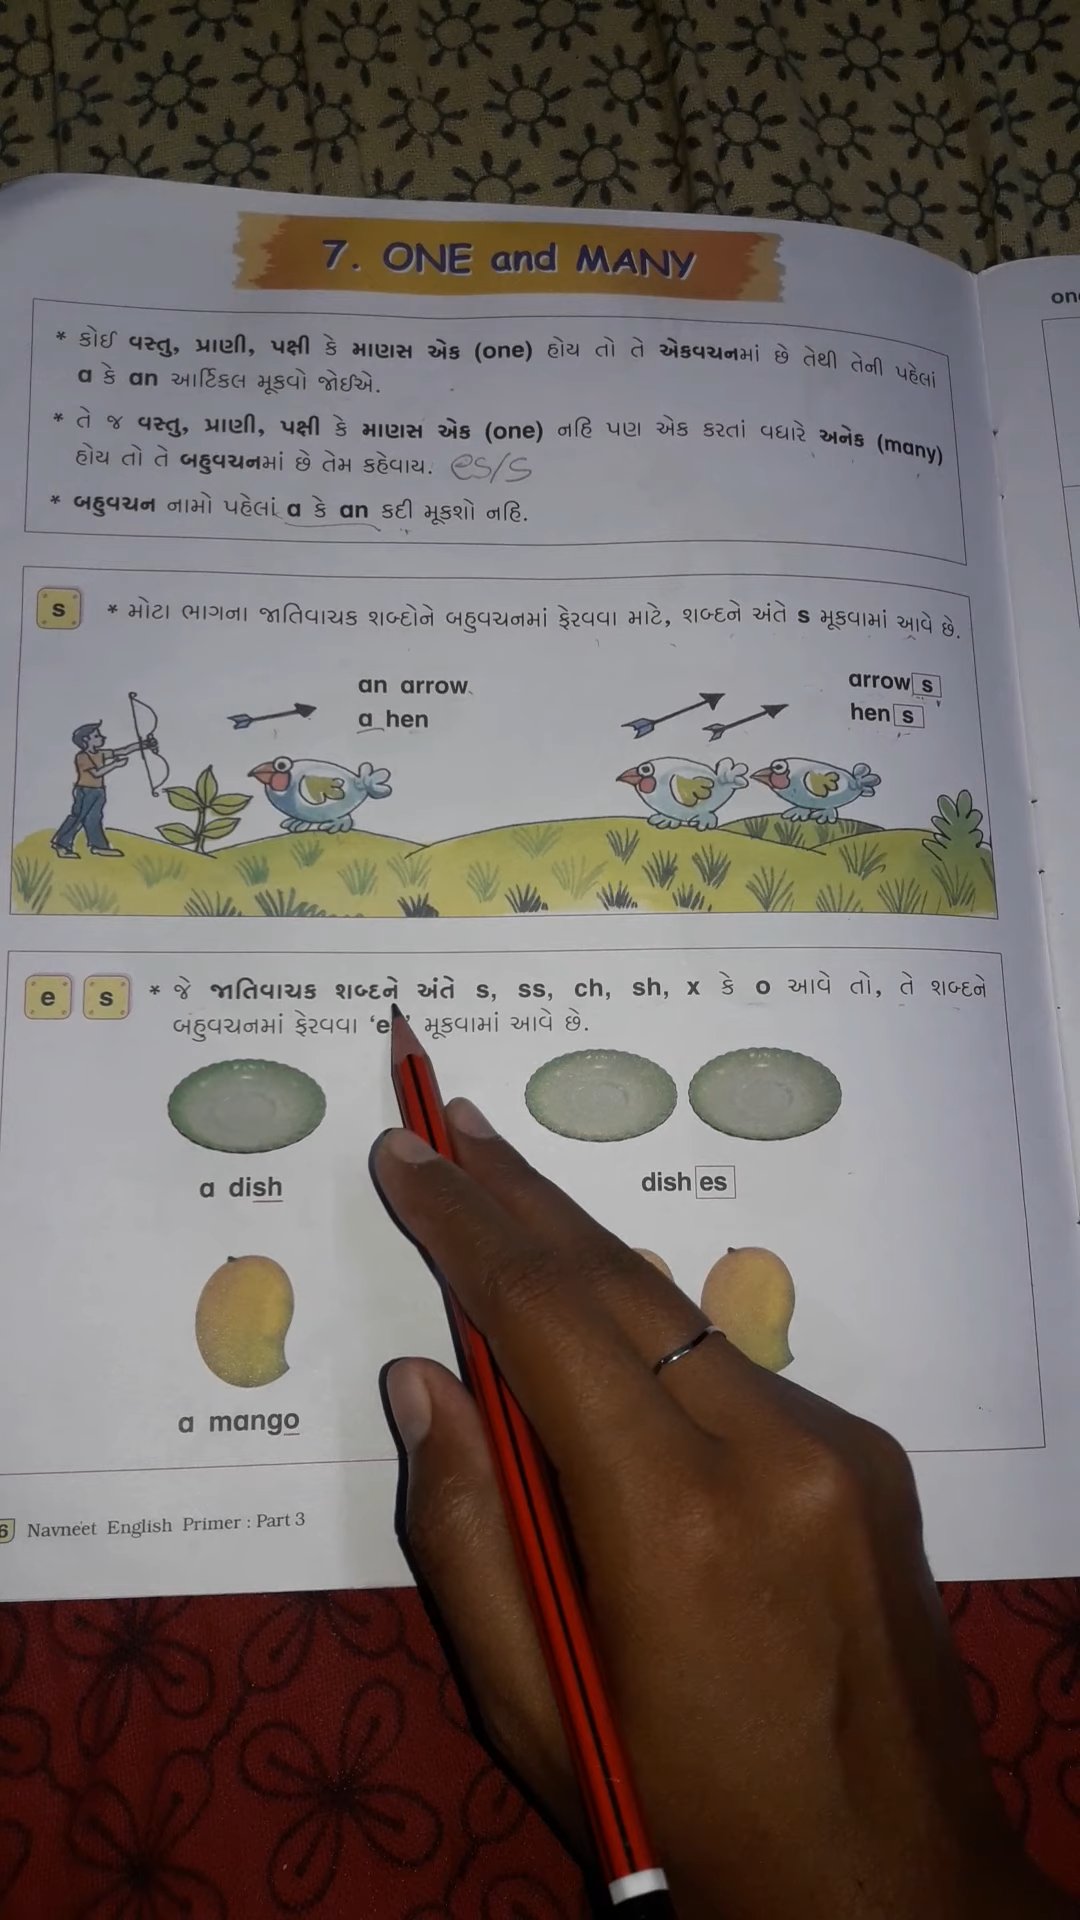 7. ONE and MANY
on
* કોઈ વસ્તુ, પ્રાણી, પક્ષી કે માણસ એક (one) હોય તો તે એકવચનમાં છે તેથી તેની પહેલાં
a કે an આર્ટિકલ મૂકવો જોઈએ.
* તે જ વસ્તુ, પ્રાણી, પક્ષી કે માણસ એક (one) નહિ પણ એક કરતાં વધારે અનેક (many)
હોય તો તે બહુવચનમાં છે તેમ કહેવાય. es/s
* બહુવચન નામો પહેલાં a કે an કદી મૂકશો નહિ.
s * મોટા ભાગના જાતિવાચક શબ્દોને બહુવચનમાં ફેરવવા માટે, શબ્દને અંતે s મૂકવામાં આવે છે.
an arrow arrow s
a hen hen s
e s * જે જાતિવાચક શબ્દને અંતે s, ss, ch, sh, x કે o આવે તો, તે શબ્દને
બહુવચનમાં ફેરવવા ‘e ’ મૂકવામાં આવે છે.
a dish dish es
a mango
6 Navneet English Primer : Part 3